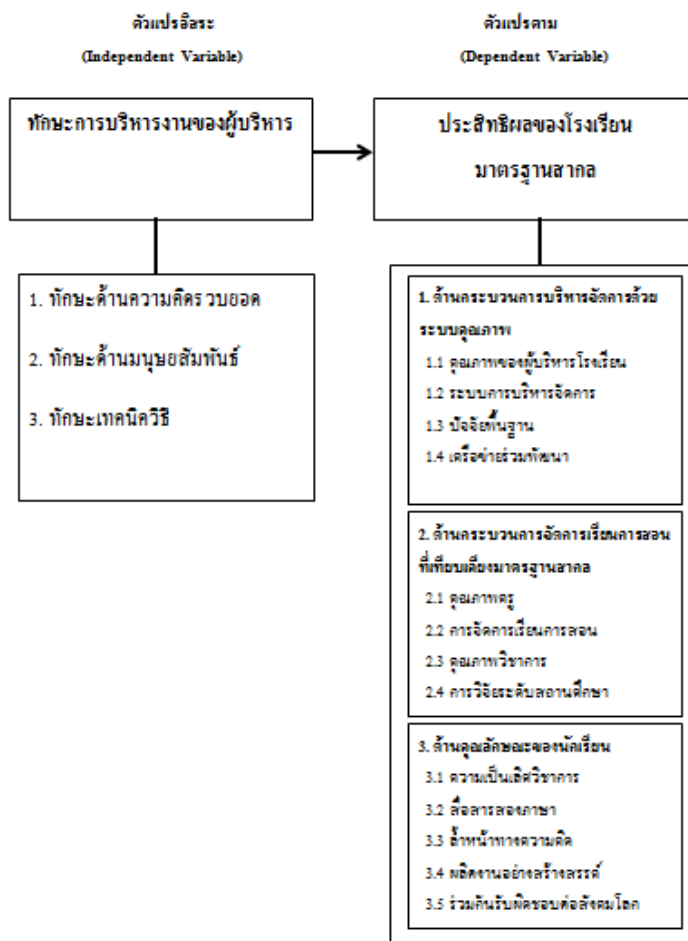 ตัวแปรอิสระ
(Independent Variable)
ทักษะการบริหารงานของผู้บริหาร
1. ทักษะด้านความคิดรวบยอด
2. ทักษะด้านมนุษยสัมพันธ์
3. ทักษะเทคนิควิธี
ตัวแปรตาม
(Dependent Variable)
ประสิทธิผลของโรงเรียน
มาตรฐานสากล
1. ด้านกระบวนการบริหารจัดการด้วย
ระบบคุณภาพ
1.1 คุณภาพของผู้บริหารโรงเรียน
1.2 ระบบการบริหารจัดการ
1.3 ปัจจัยพื้นฐาน
1.4 เครือข่ายร่วมพัฒนา
2. ด้านกระบวนการจัดการเรียนการสอน
ที่เทียบเคียงมาตรฐานสากล
2.1 คุณภาพครู
2.2 การจัดการเรียนการสอน
2.3 คุณภาพวิชาการ
2.4 การวิจัยระดับสถานศึกษา
3. ด้านคุณลักษณะของนักเรียน
3.1 ความเป็นเลิศวิชาการ
3.2 สื่อสารสองภาษา
3.3 ล้ำหน้าทางความคิด
3.4 ผลิตงานอย่างสร้างสรรค์
3.5 ร่วมกันรับผิดชอบต่อสังคมโลก